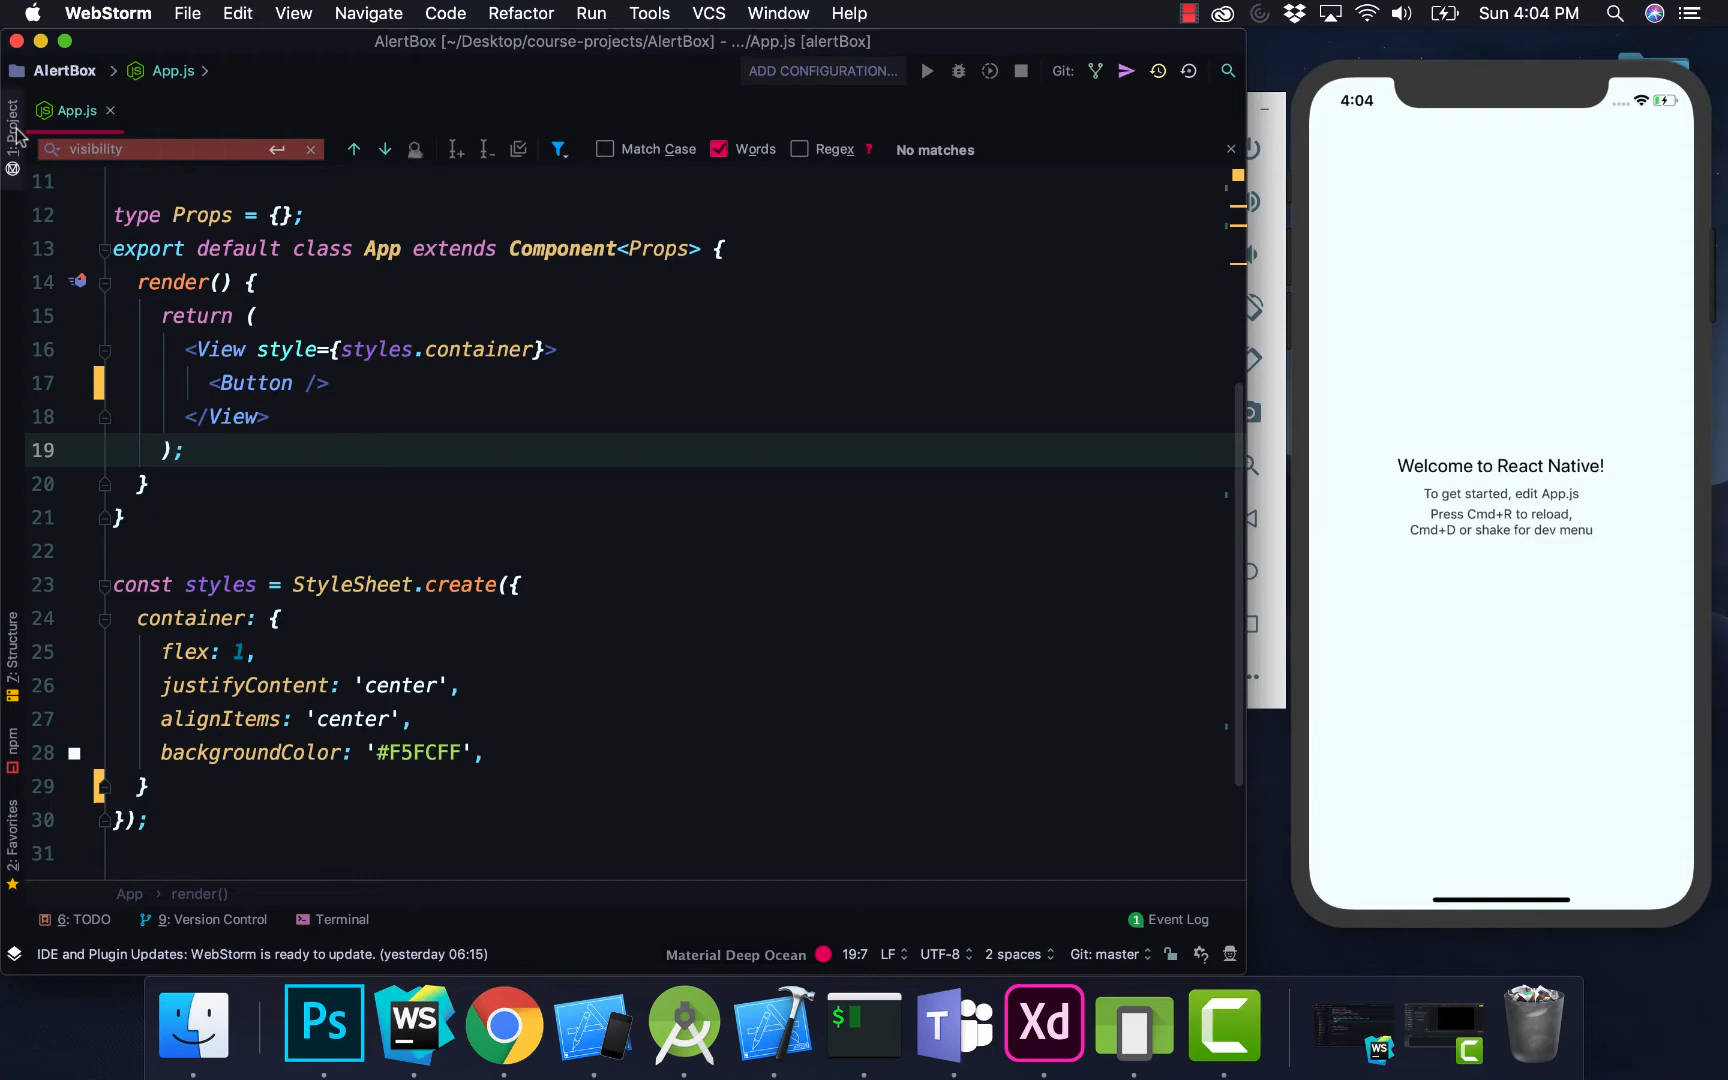 WebStorm File Edit View Navigate Code Refactor Run Tools VCS Window Help Sun 4:04 PM
AlertBox [~/Desktop/course-projects/AlertBox] - .../App.js [alertBox]
AlertBox App.js ADD CONFIGURATION... Git:
App.js
1: Project
visibility Match Case Words Regex ? No matches
11
12 type Props = {};
13 export default class App extends Component<Props> {
14 render() {
15 return (
16 <View style={styles.container}>
17 <Button />
18 </View>
19 );
20 }
21 }
22
23 const styles = StyleSheet.create({
24 container: {
25 flex: 1,
26 justifyContent: 'center',
27 alignItems: 'center',
28 backgroundColor: '#F5FCFF',
29 }
30 });
31
Z: Structure
npm
2: Favorites
App render()
6: TODO 9: Version Control Terminal 1 Event Log
IDE and Plugin Updates: WebStorm is ready to update. (yesterday 06:15) Material Deep Ocean 19:7 LF UTF-8 2 spaces Git: master
4:04
Welcome to React Native!
To get started, edit App.js
Press Cmd+R to reload,
Cmd+D or shake for dev menu
Ps WS $ T Xd C WS C